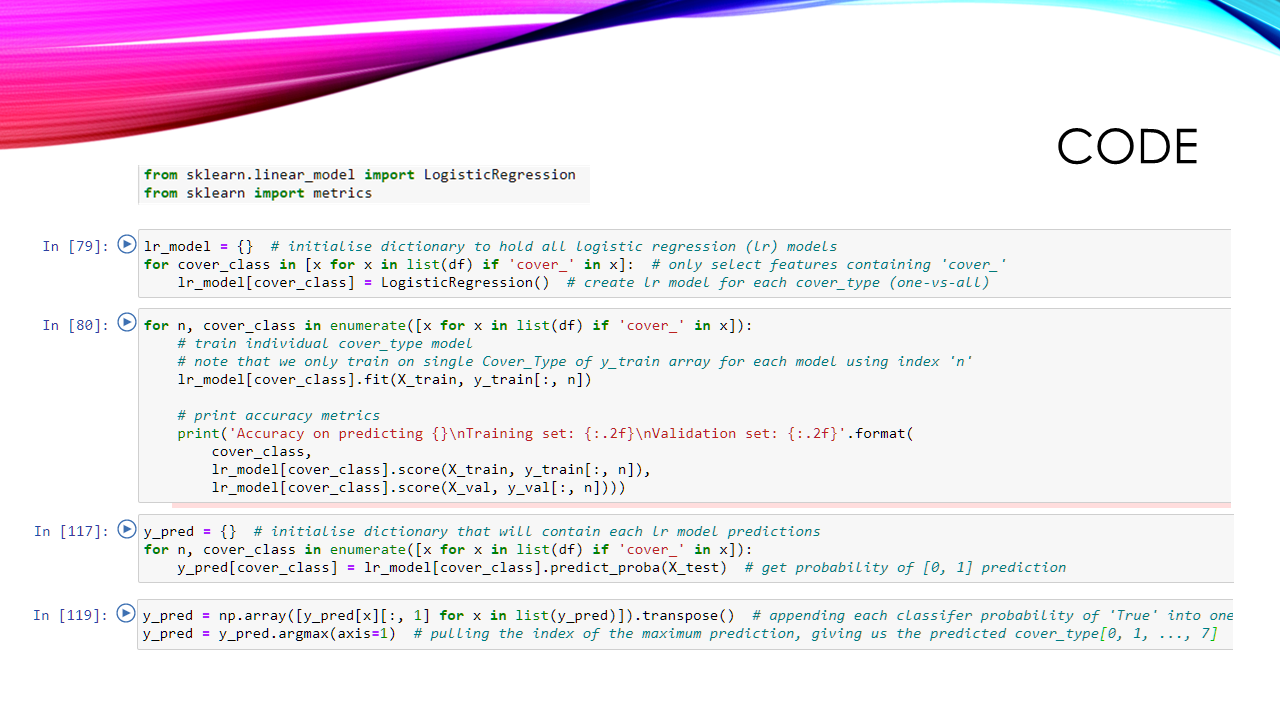 CODE
from sklearn.linear_model import LogisticRegression
from sklearn import metrics
In [79]: lr_model = {}  # initialise dictionary to hold all logistic regression (lr) models
for cover_class in [x for x in list(df) if 'cover_' in x]:  # only select features containing 'cover_'
    lr_model[cover_class] = LogisticRegression()  # create lr model for each cover_type (one-vs-all)
In [80]: for n, cover_class in enumerate([x for x in list(df) if 'cover_' in x]):
    # train individual cover_type model
    # note that we only train on single Cover_Type of y_train array for each model using index 'n'
    lr_model[cover_class].fit(X_train, y_train[:, n])
    # print accuracy metrics
    print('Accuracy on predicting {}\nTraining set: {:.2f}\nValidation set: {:.2f}'.format(
        cover_class,
        lr_model[cover_class].score(X_train, y_train[:, n]),
        lr_model[cover_class].score(X_val, y_val[:, n])))
In [117]: y_pred = {}  # initialise dictionary that will contain each lr model predictions
for n, cover_class in enumerate([x for x in list(df) if 'cover_' in x]):
    y_pred[cover_class] = lr_model[cover_class].predict_proba(X_test)  # get probability of [0, 1] prediction
In [119]: y_pred = np.array([y_pred[x][:, 1] for x in list(y_pred)]).transpose()  # appending each classifer probability of 'True' into one
y_pred = y_pred.argmax(axis=1)  # pulling the index of the maximum prediction, giving us the predicted cover_type[0, 1, ..., 7]